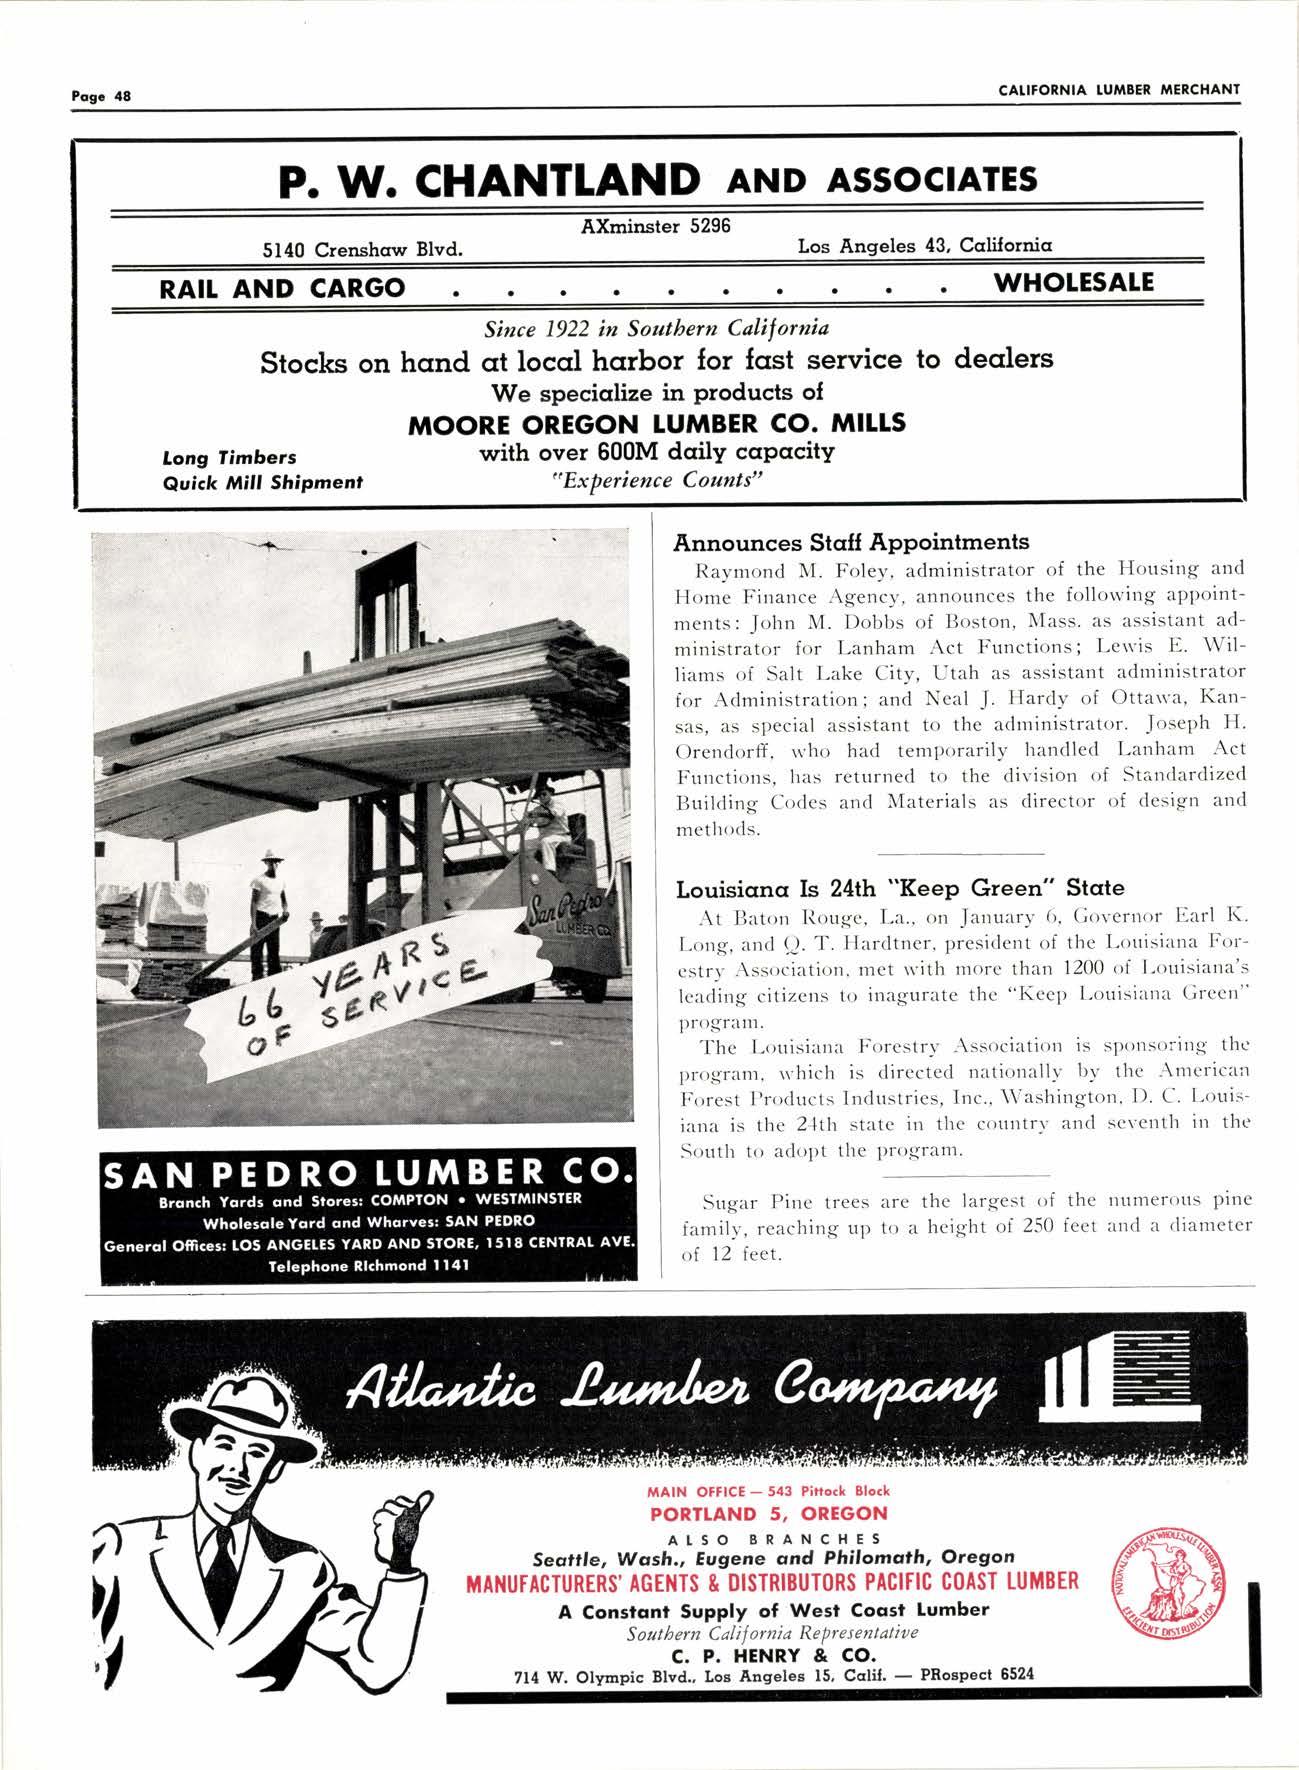 Page 48
CALIFORNIA LUMBER MERCHANT
P. W. CHANTLAND AND ASSOCIATES
AXminster 5296
5140 Crenshaw Blvd.
Los Angeles 43, California
RAIL AND CARGO . . . . . . . . . . WHOLESALE
Since 1922 in Southern California
Stocks on hand at local harbor for fast service to dealers
We specialize in products of
MOORE OREGON LUMBER CO. MILLS
with over 600M daily capacity
"Experience Counts"
Long Timbers
Quick Mill Shipment
San Pedro
LUMBER CO.
66 YEARS
OF SERVICE
SAN PEDRO LUMBER CO.
Branch Yards and Stores: COMPTON • WESTMINSTER
Wholesale Yard and Wharves: SAN PEDRO
General Offices: LOS ANGELES YARD AND STORE, 1518 CENTRAL AVE.
Telephone RIchmond 1141
Announces Staff Appointments
Raymond M. Foley, administrator of the Housing and
Home Finance Agency, announces the following appoint-
ments: John M. Dobbs of Boston, Mass. as assistant ad-
ministrator for Lanham Act Functions; Lewis E. Wil-
liams of Salt Lake City, Utah as assistant administrator
for Administration; and Neal J. Hardy of Ottawa, Kan-
sas, as special assistant to the administrator. Joseph H.
Orendorff, who had temporarily handled Lanham Act
Functions, has returned to the division of Standardized
Building Codes and Materials as director of design and
methods.
Louisiana Is 24th "Keep Green" State
At Baton Rouge, La., on January 6, Governor Earl K.
Long, and Q. T. Hardtner, president of the Louisiana For-
estry Association, met with more than 1200 of Louisiana's
leading citizens to inagurate the "Keep Louisiana Green"
program.
The Louisiana Forestry Association is sponsoring the
program, which is directed nationally by the American
Forest Products Industries, Inc., Washington, D. C. Louis-
iana is the 24th state in the country and seventh in the
South to adopt the program.
Sugar Pine trees are the largest of the numerous pine
family, reaching up to a height of 250 feet and a diameter
of 12 feet.
Atlantic Lumber Company
MAIN OFFICE — 543 Pittock Block
PORTLAND 5, OREGON
ALSO BRANCHES
Seattle, Wash., Eugene and Philomath, Oregon
MANUFACTURERS' AGENTS & DISTRIBUTORS PACIFIC COAST LUMBER
A Constant Supply of West Coast Lumber
Southern California Representative
C. P. HENRY & CO.
714 W. Olympic Blvd., Los Angeles 15, Calif. — PRospect 6524
NATIONAL-AMERICAN WHOLESALE LUMBER ASSN.
EFFICIENT DISTRIBUTION